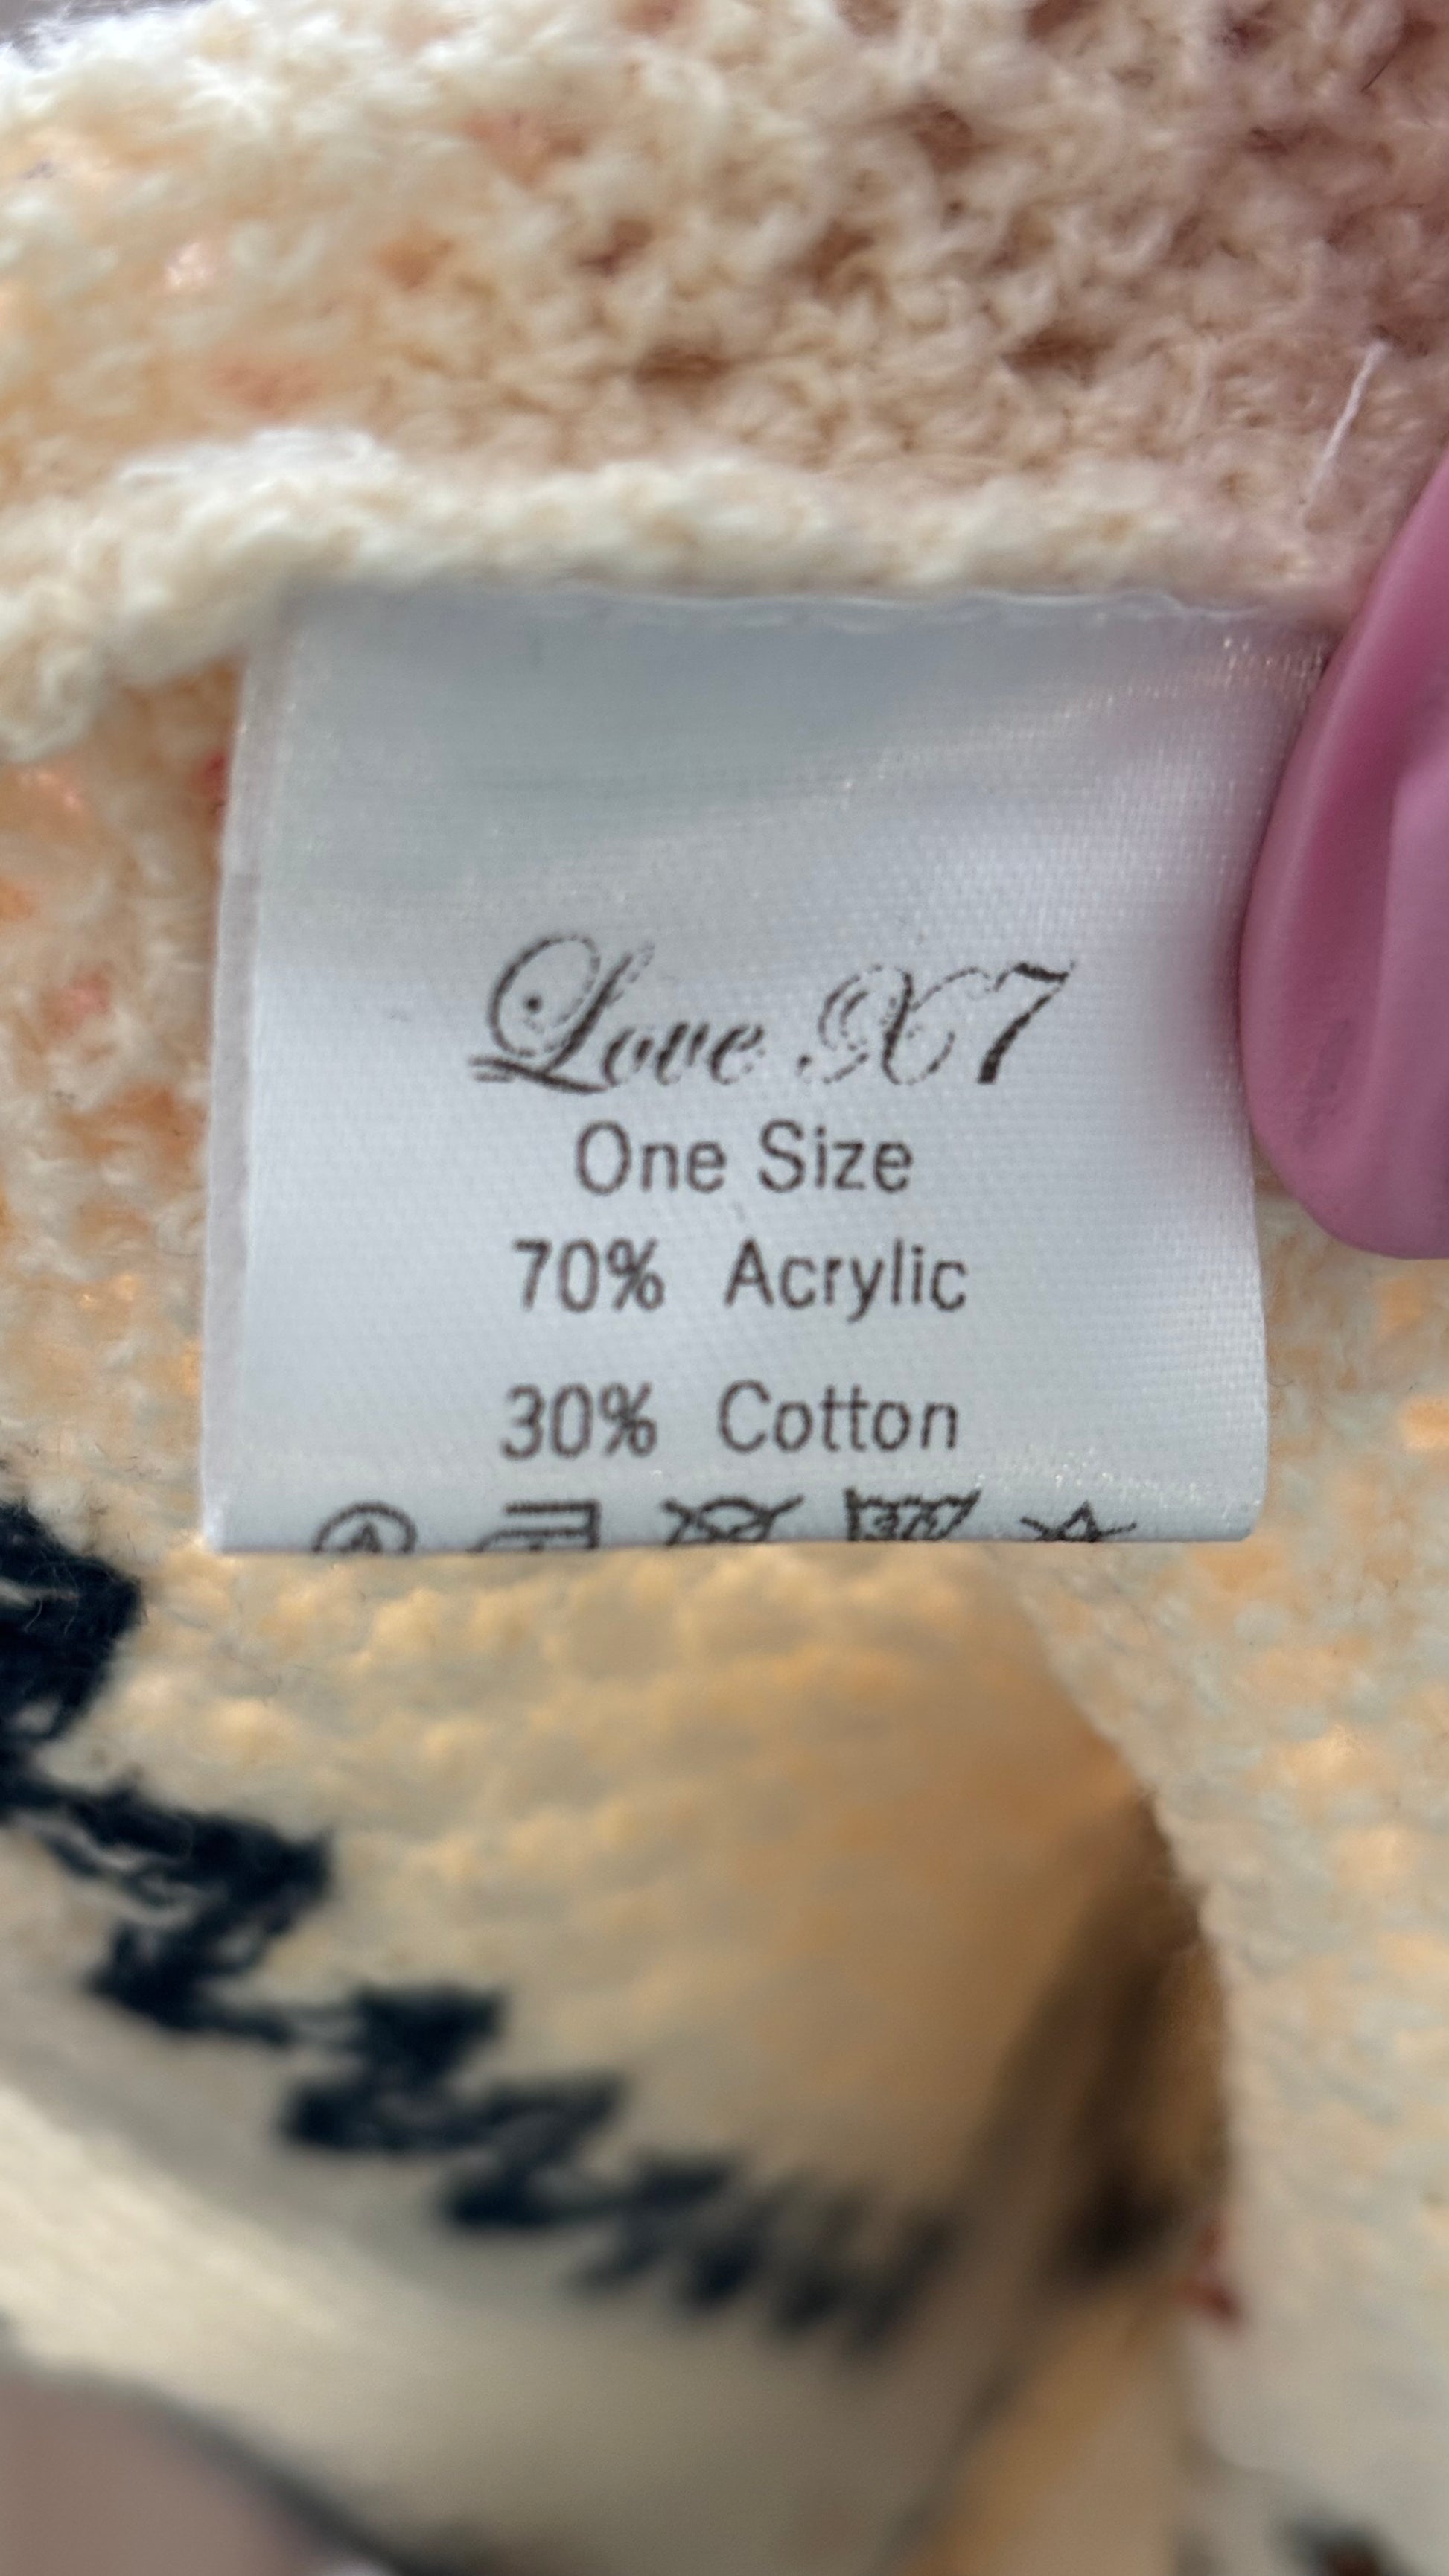 Love X7
One Size
70% Acrylic
30% Cotton